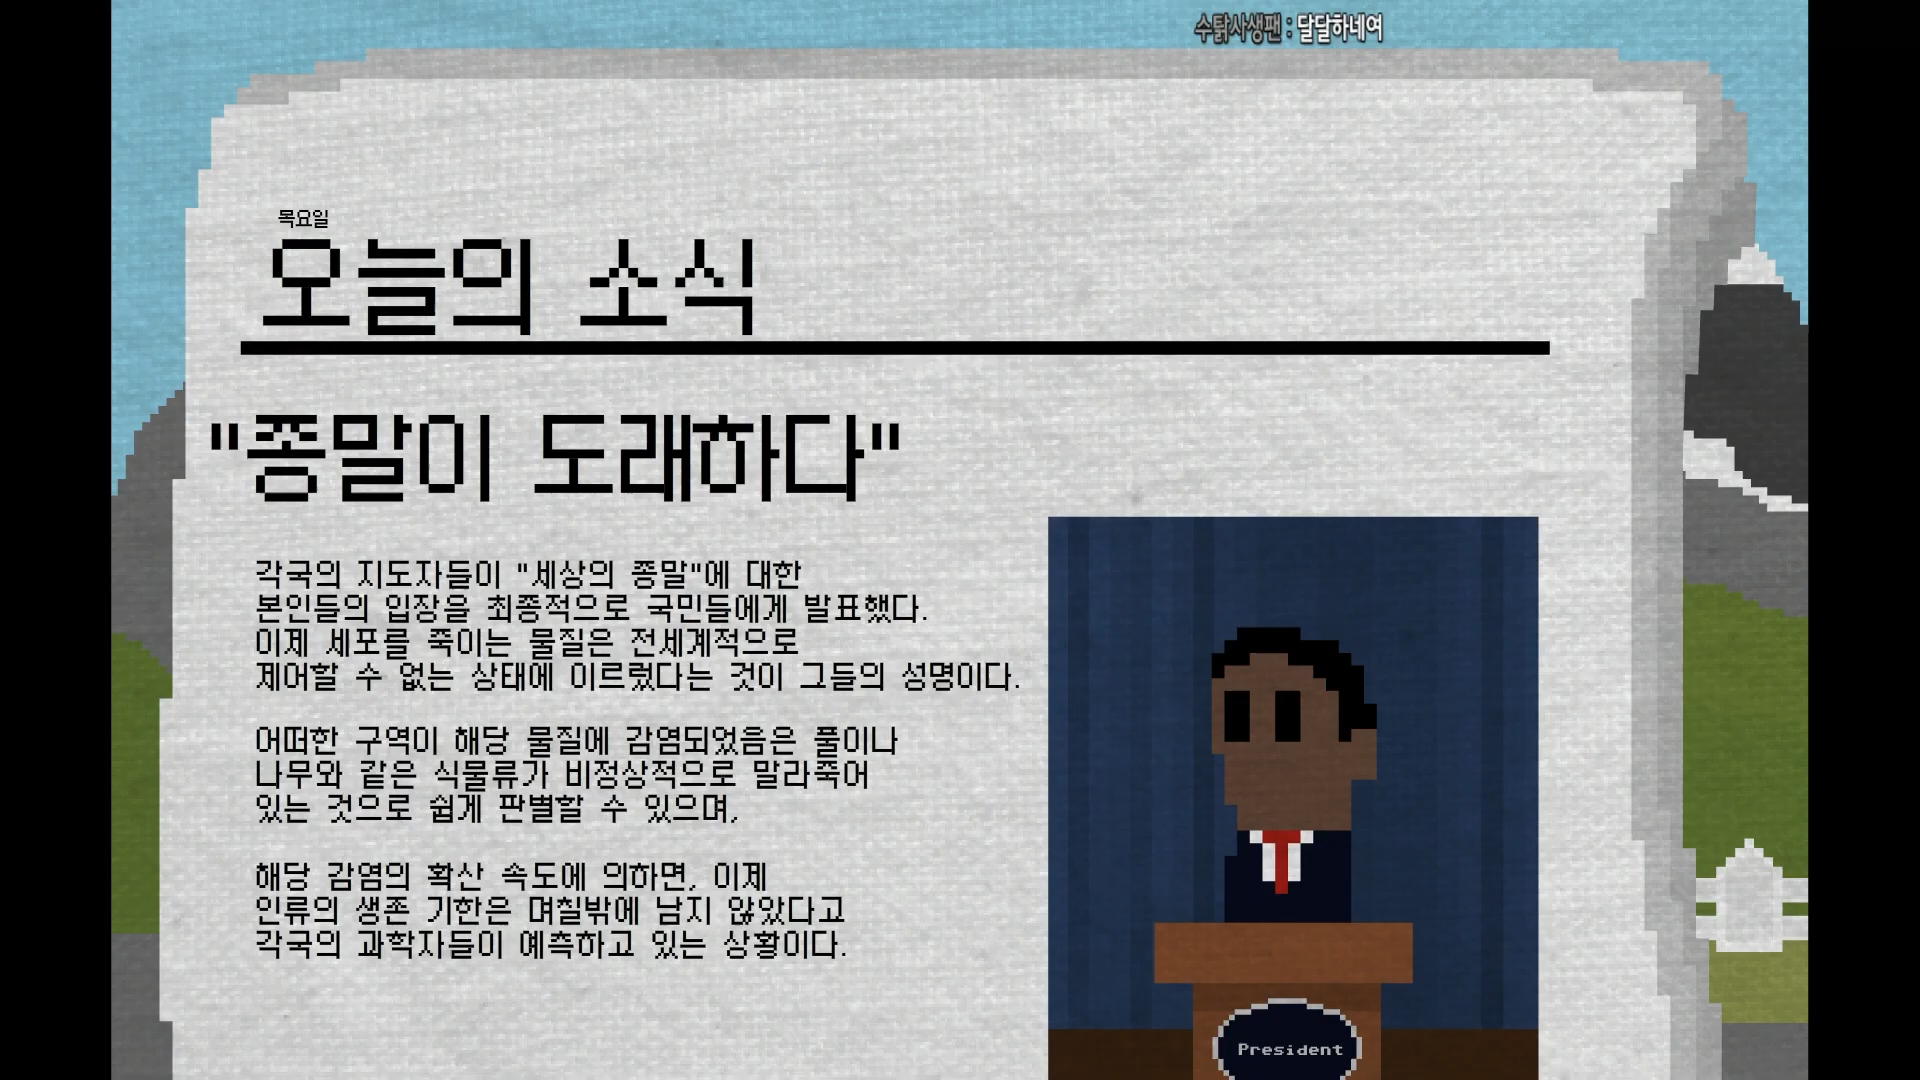 수탉사생팬 : 달달하네여
목요일
오늘의 소식
"종말이 도래하다"
각국의 지도자들이 "세상의 종말"에 대한
본인들의 입장을 최종적으로 국민들에게 발표했다.
이제 세포를 죽이는 물질은 전세계적으로
제어할 수 없는 상태에 이르렀다는 것이 그들의 성명이다.
어떠한 구역이 해당 물질에 감염되었음은 풀이나
나무와 같은 식물류가 비정상적으로 말라죽어
있는 것으로 쉽게 판별할 수 있으며,
해당 감염의 확산 속도에 의하면, 이제
인류의 생존 기한은 며칠밖에 남지 않았다고
각국의 과학자들이 예측하고 있는 상황이다.
President